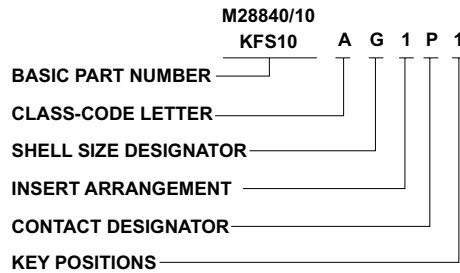 M28840/10
KFS10 A G 1 P 1
BASIC PART NUMBER
CLASS-CODE LETTER
SHELL SIZE DESIGNATOR
INSERT ARRANGEMENT
CONTACT DESIGNATOR
KEY POSITIONS